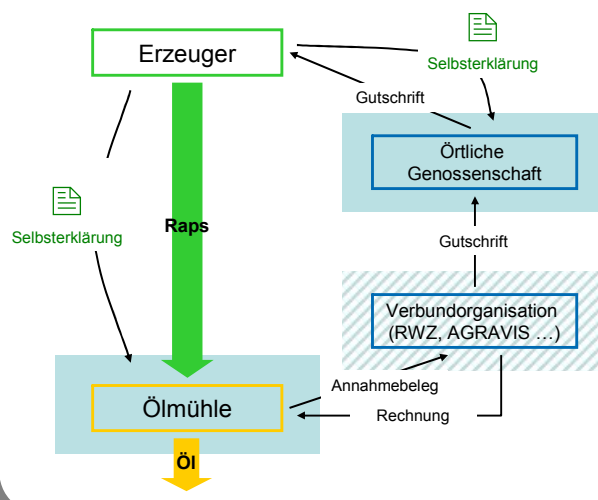 Erzeuger
Selbsterklärung
Gutschrift
Örtliche
Genossenschaft
Selbsterklärung
Raps
Gutschrift
Verbundorganisation
(RWZ, AGRAVIS …)
Annahmebeleg
Ölmühle
Rechnung
Öl